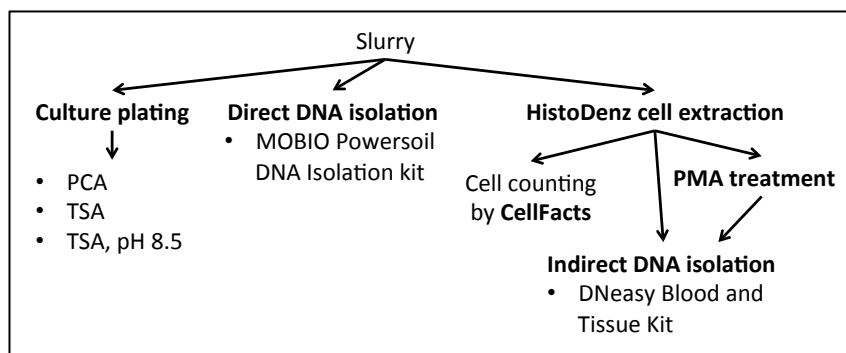 Slurry
Culture plating
• PCA
• TSA
• TSA, pH 8.5
Direct DNA isolation
• MOBIO Powersoil
DNA Isolation kit
HistoDenz cell extraction
Cell counting
by CellFacts
PMA treatment
Indirect DNA isolation
• DNeasy Blood and
Tissue Kit